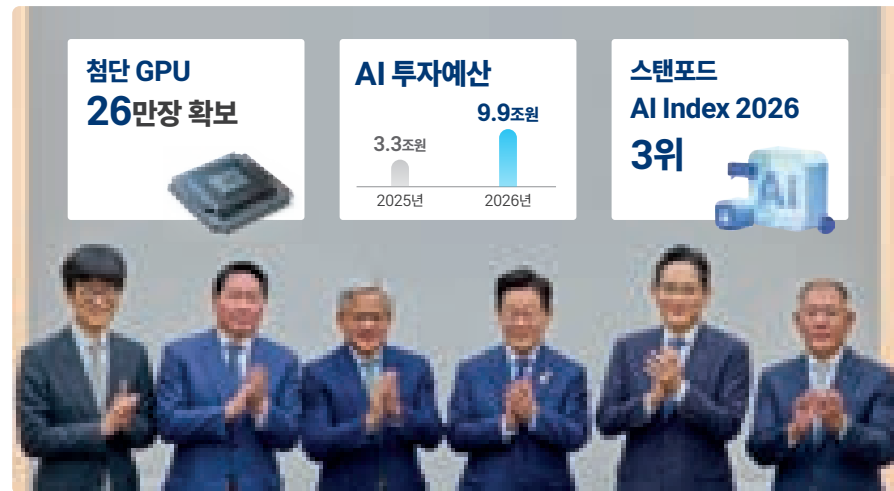 첨단 GPU
26만장 확보
AI 투자예산
9.9조원
3.3조원
2025년
2026년
스탠포드
AI Index 2026
3위
AI